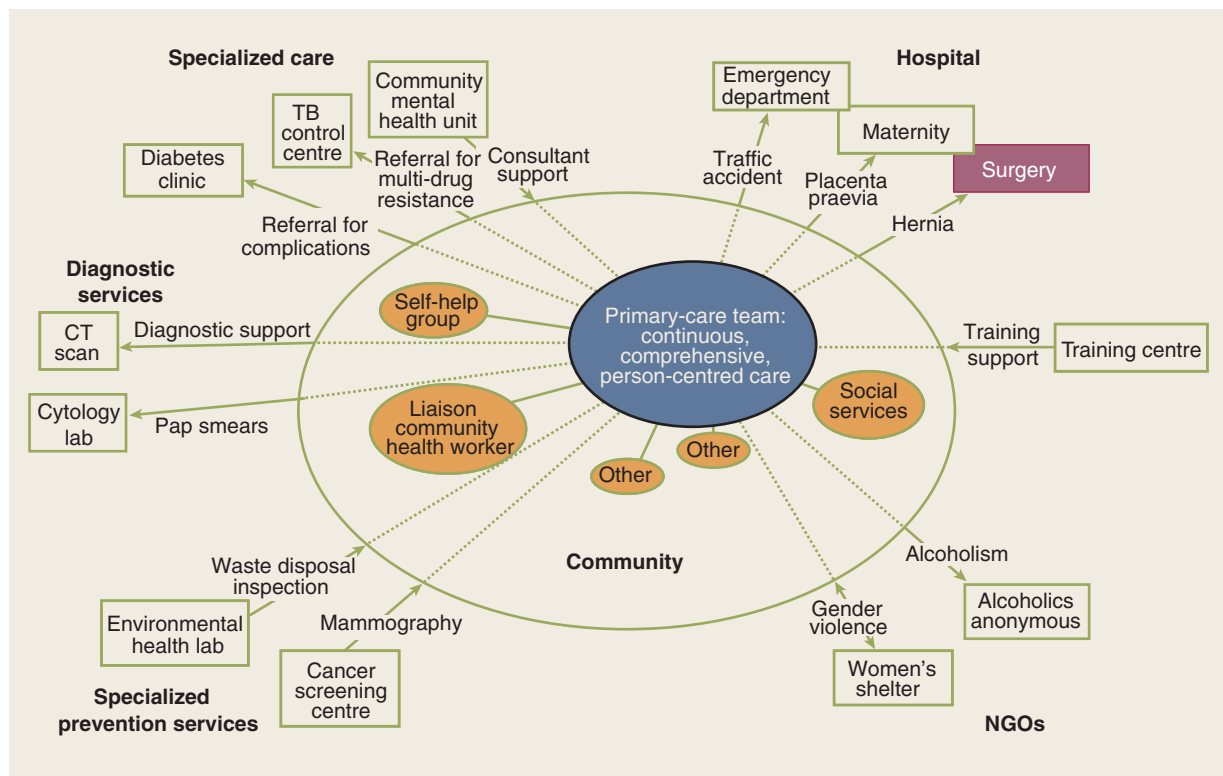 Specialized care
Community
mental
health unit
TB
control
centre
Diabetes
clinic
Referral for
multi-drug
resistance
Consultant
support
Referral for
complications
Hospital
Emergency
department
Maternity
Surgery
Traffic
accident
Placenta
praevia
Hernia
Diagnostic
services
CT
scan
Diagnostic support
Cytology
lab
Pap smears
Self-help
group
Primary-care team:
continuous,
comprehensive,
person-centred care
Training
support
Training centre
Liaison
community
health worker
Social
services
Other
Other
Community
Waste disposal
inspection
Environmental
health lab
Mammography
Cancer
screening
centre
Specialized
prevention services
Alcoholism
Alcoholics
anonymous
Gender
violence
Women's
shelter
NGOs